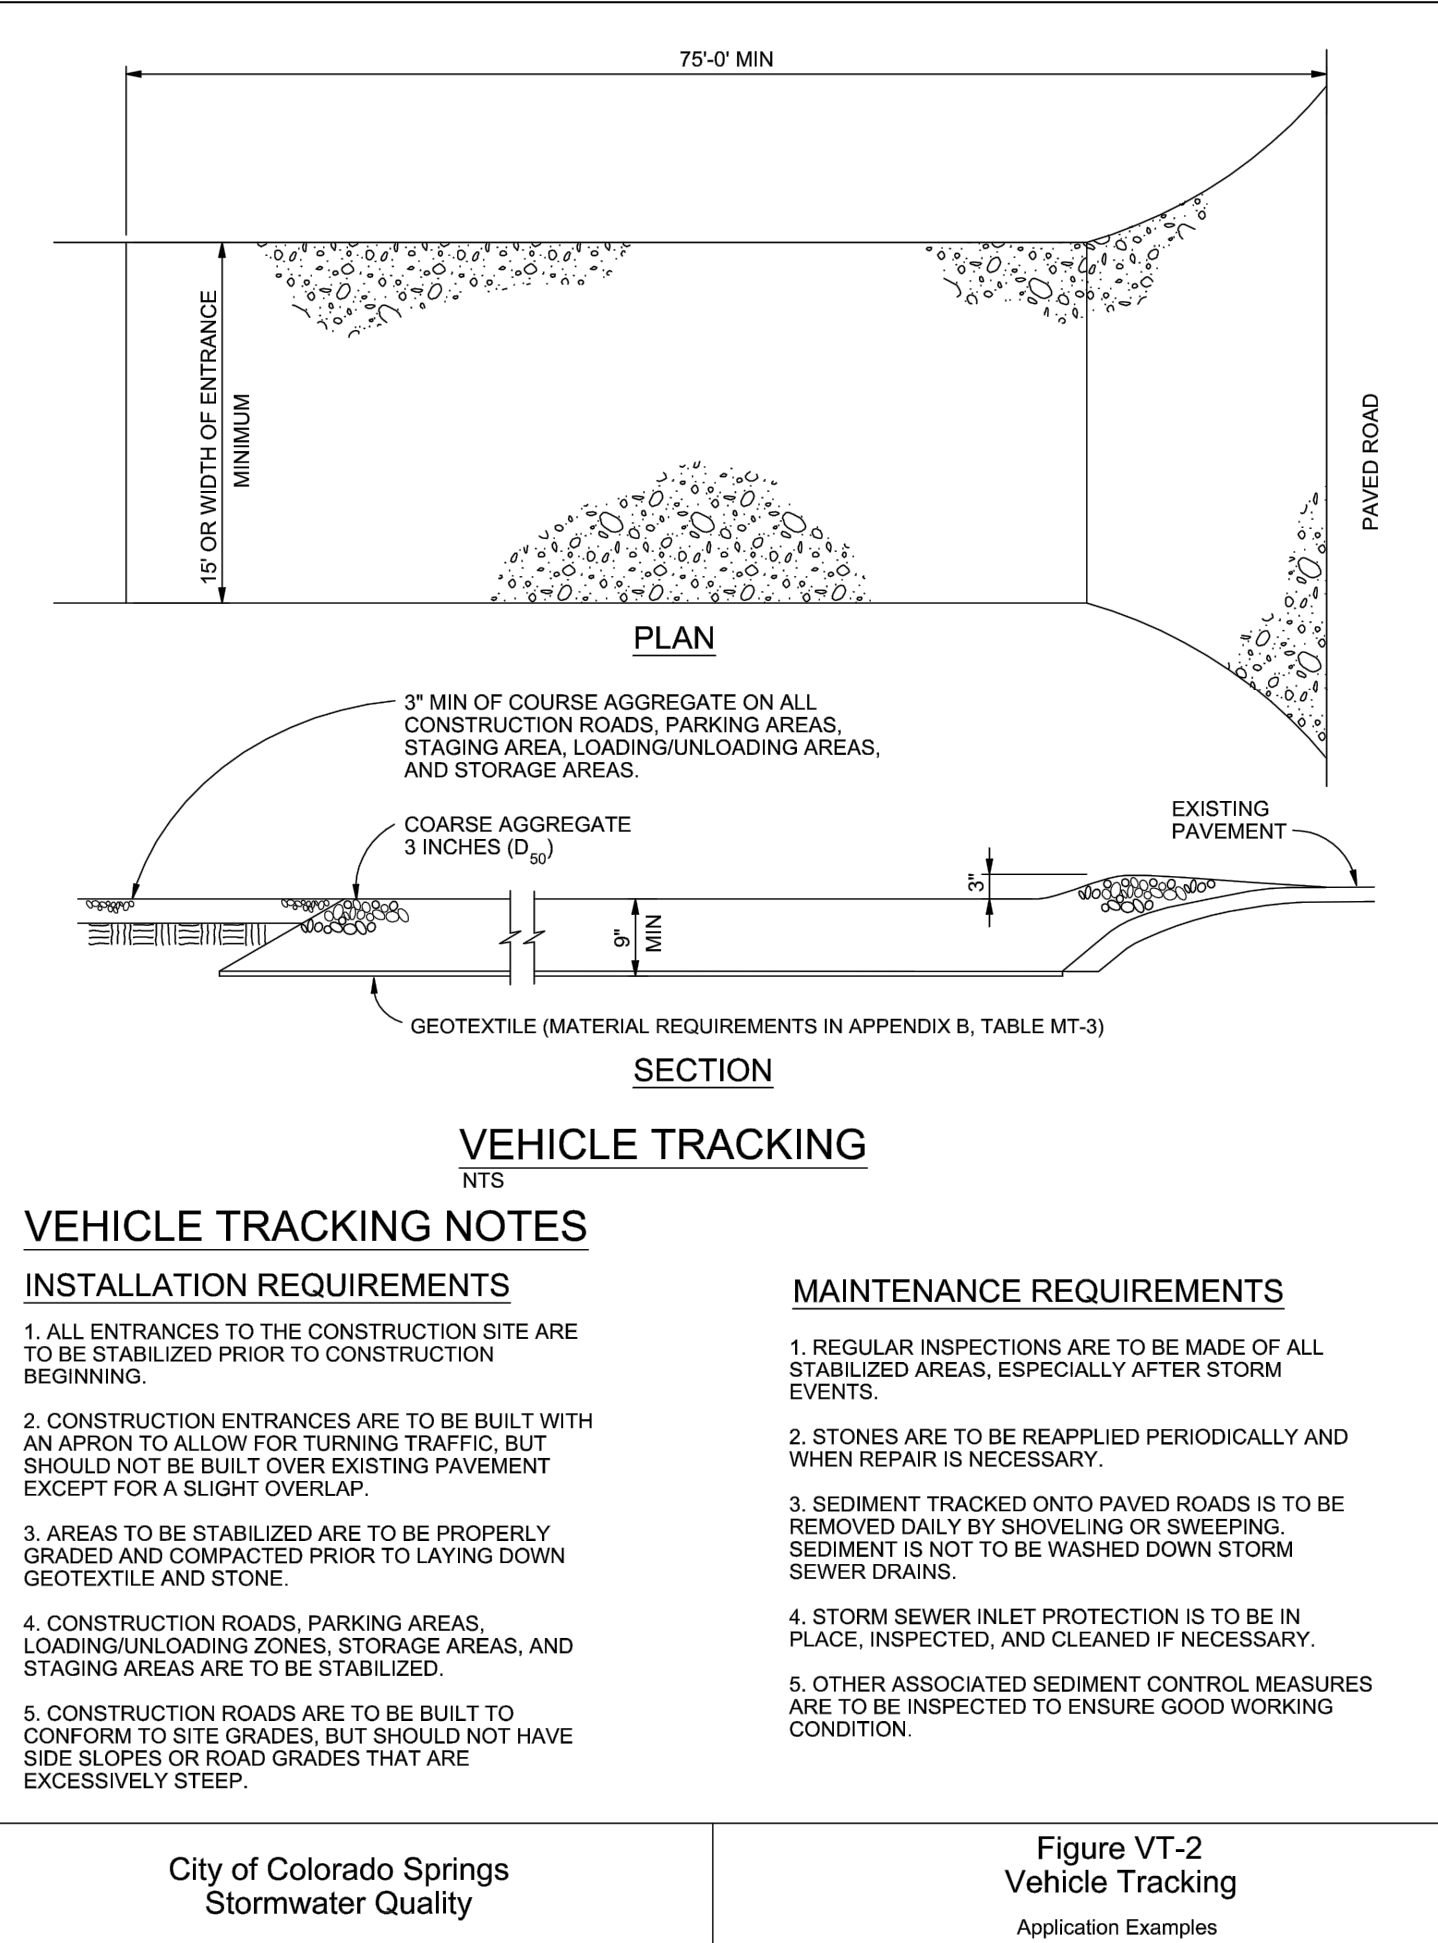 75'-0' MIN
15' OR WIDTH OF ENTRANCE
MINIMUM
PAVED ROAD
PLAN
3" MIN OF COURSE AGGREGATE ON ALL
CONSTRUCTION ROADS, PARKING AREAS,
STAGING AREA, LOADING/UNLOADING AREAS,
AND STORAGE AREAS.
COARSE AGGREGATE
3 INCHES (D50)
EXISTING
PAVEMENT
3"
9"
MIN
GEOTEXTILE (MATERIAL REQUIREMENTS IN APPENDIX B, TABLE MT-3)
SECTION
VEHICLE TRACKING
NTS
VEHICLE TRACKING NOTES
INSTALLATION REQUIREMENTS
1. ALL ENTRANCES TO THE CONSTRUCTION SITE ARE
TO BE STABILIZED PRIOR TO CONSTRUCTION
BEGINNING.
2. CONSTRUCTION ENTRANCES ARE TO BE BUILT WITH
AN APRON TO ALLOW FOR TURNING TRAFFIC, BUT
SHOULD NOT BE BUILT OVER EXISTING PAVEMENT
EXCEPT FOR A SLIGHT OVERLAP.
3. AREAS TO BE STABILIZED ARE TO BE PROPERLY
GRADED AND COMPACTED PRIOR TO LAYING DOWN
GEOTEXTILE AND STONE.
4. CONSTRUCTION ROADS, PARKING AREAS,
LOADING/UNLOADING ZONES, STORAGE AREAS, AND
STAGING AREAS ARE TO BE STABILIZED.
5. CONSTRUCTION ROADS ARE TO BE BUILT TO
CONFORM TO SITE GRADES, BUT SHOULD NOT HAVE
SIDE SLOPES OR ROAD GRADES THAT ARE
EXCESSIVELY STEEP.
MAINTENANCE REQUIREMENTS
1. REGULAR INSPECTIONS ARE TO BE MADE OF ALL
STABILIZED AREAS, ESPECIALLY AFTER STORM
EVENTS.
2. STONES ARE TO BE REAPPLIED PERIODICALLY AND
WHEN REPAIR IS NECESSARY.
3. SEDIMENT TRACKED ONTO PAVED ROADS IS TO BE
REMOVED DAILY BY SHOVELING OR SWEEPING.
SEDIMENT IS NOT TO BE WASHED DOWN STORM
SEWER DRAINS.
4. STORM SEWER INLET PROTECTION IS TO BE IN
PLACE, INSPECTED, AND CLEANED IF NECESSARY.
5. OTHER ASSOCIATED SEDIMENT CONTROL MEASURES
ARE TO BE INSPECTED TO ENSURE GOOD WORKING
CONDITION.
City of Colorado Springs
Stormwater Quality
Figure VT-2
Vehicle Tracking
Application Examples